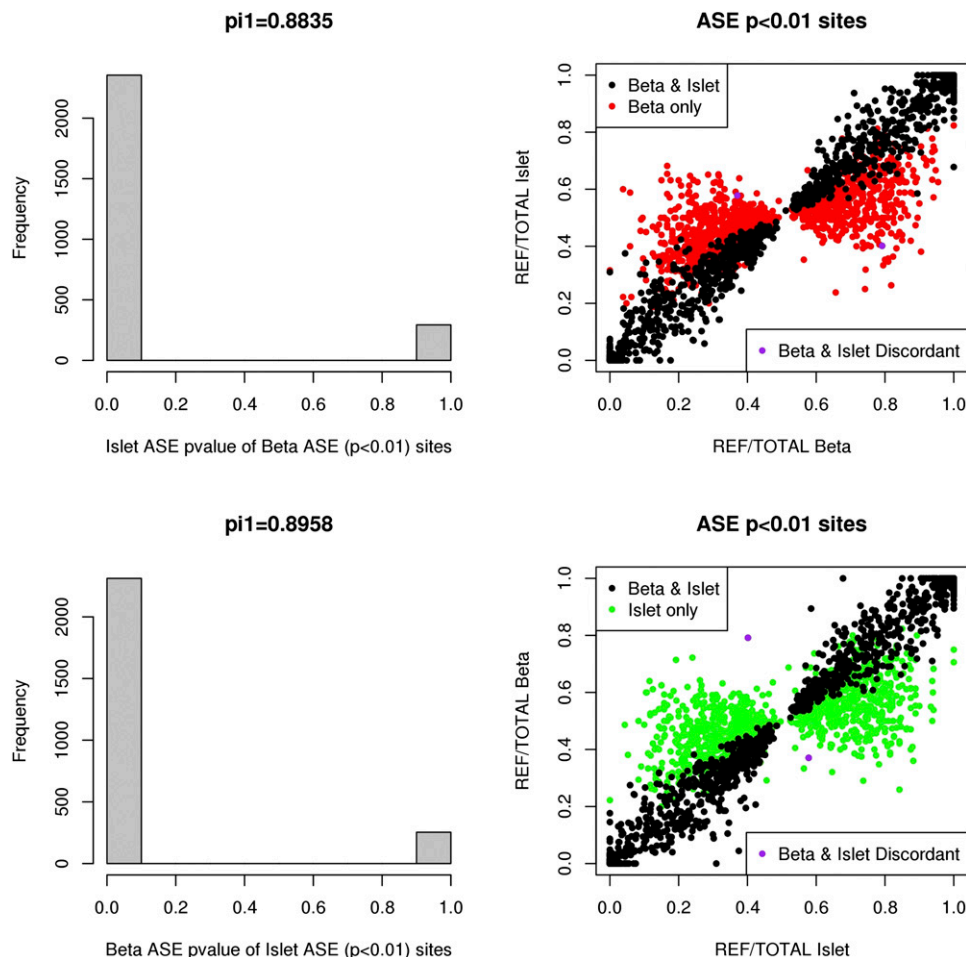 pi1=0.8835
Frequency
2000
1500
1000
500
0
0.0 0.2 0.4 0.6 0.8 1.0
Islet ASE pvalue of Beta ASE (p<0.01) sites
ASE p<0.01 sites
REF/TOTAL Islet
1.0
0.8
0.6
0.4
0.2
0.0
Beta & Islet
Beta only
Beta & Islet Discordant
0.0 0.2 0.4 0.6 0.8 1.0
REF/TOTAL Beta
pi1=0.8958
Frequency
2000
1500
1000
500
0
0.0 0.2 0.4 0.6 0.8 1.0
Beta ASE pvalue of Islet ASE (p<0.01) sites
ASE p<0.01 sites
REF/TOTAL Beta
1.0
0.8
0.6
0.4
0.2
0.0
Beta & Islet
Islet only
Beta & Islet Discordant
0.0 0.2 0.4 0.6 0.8 1.0
REF/TOTAL Islet